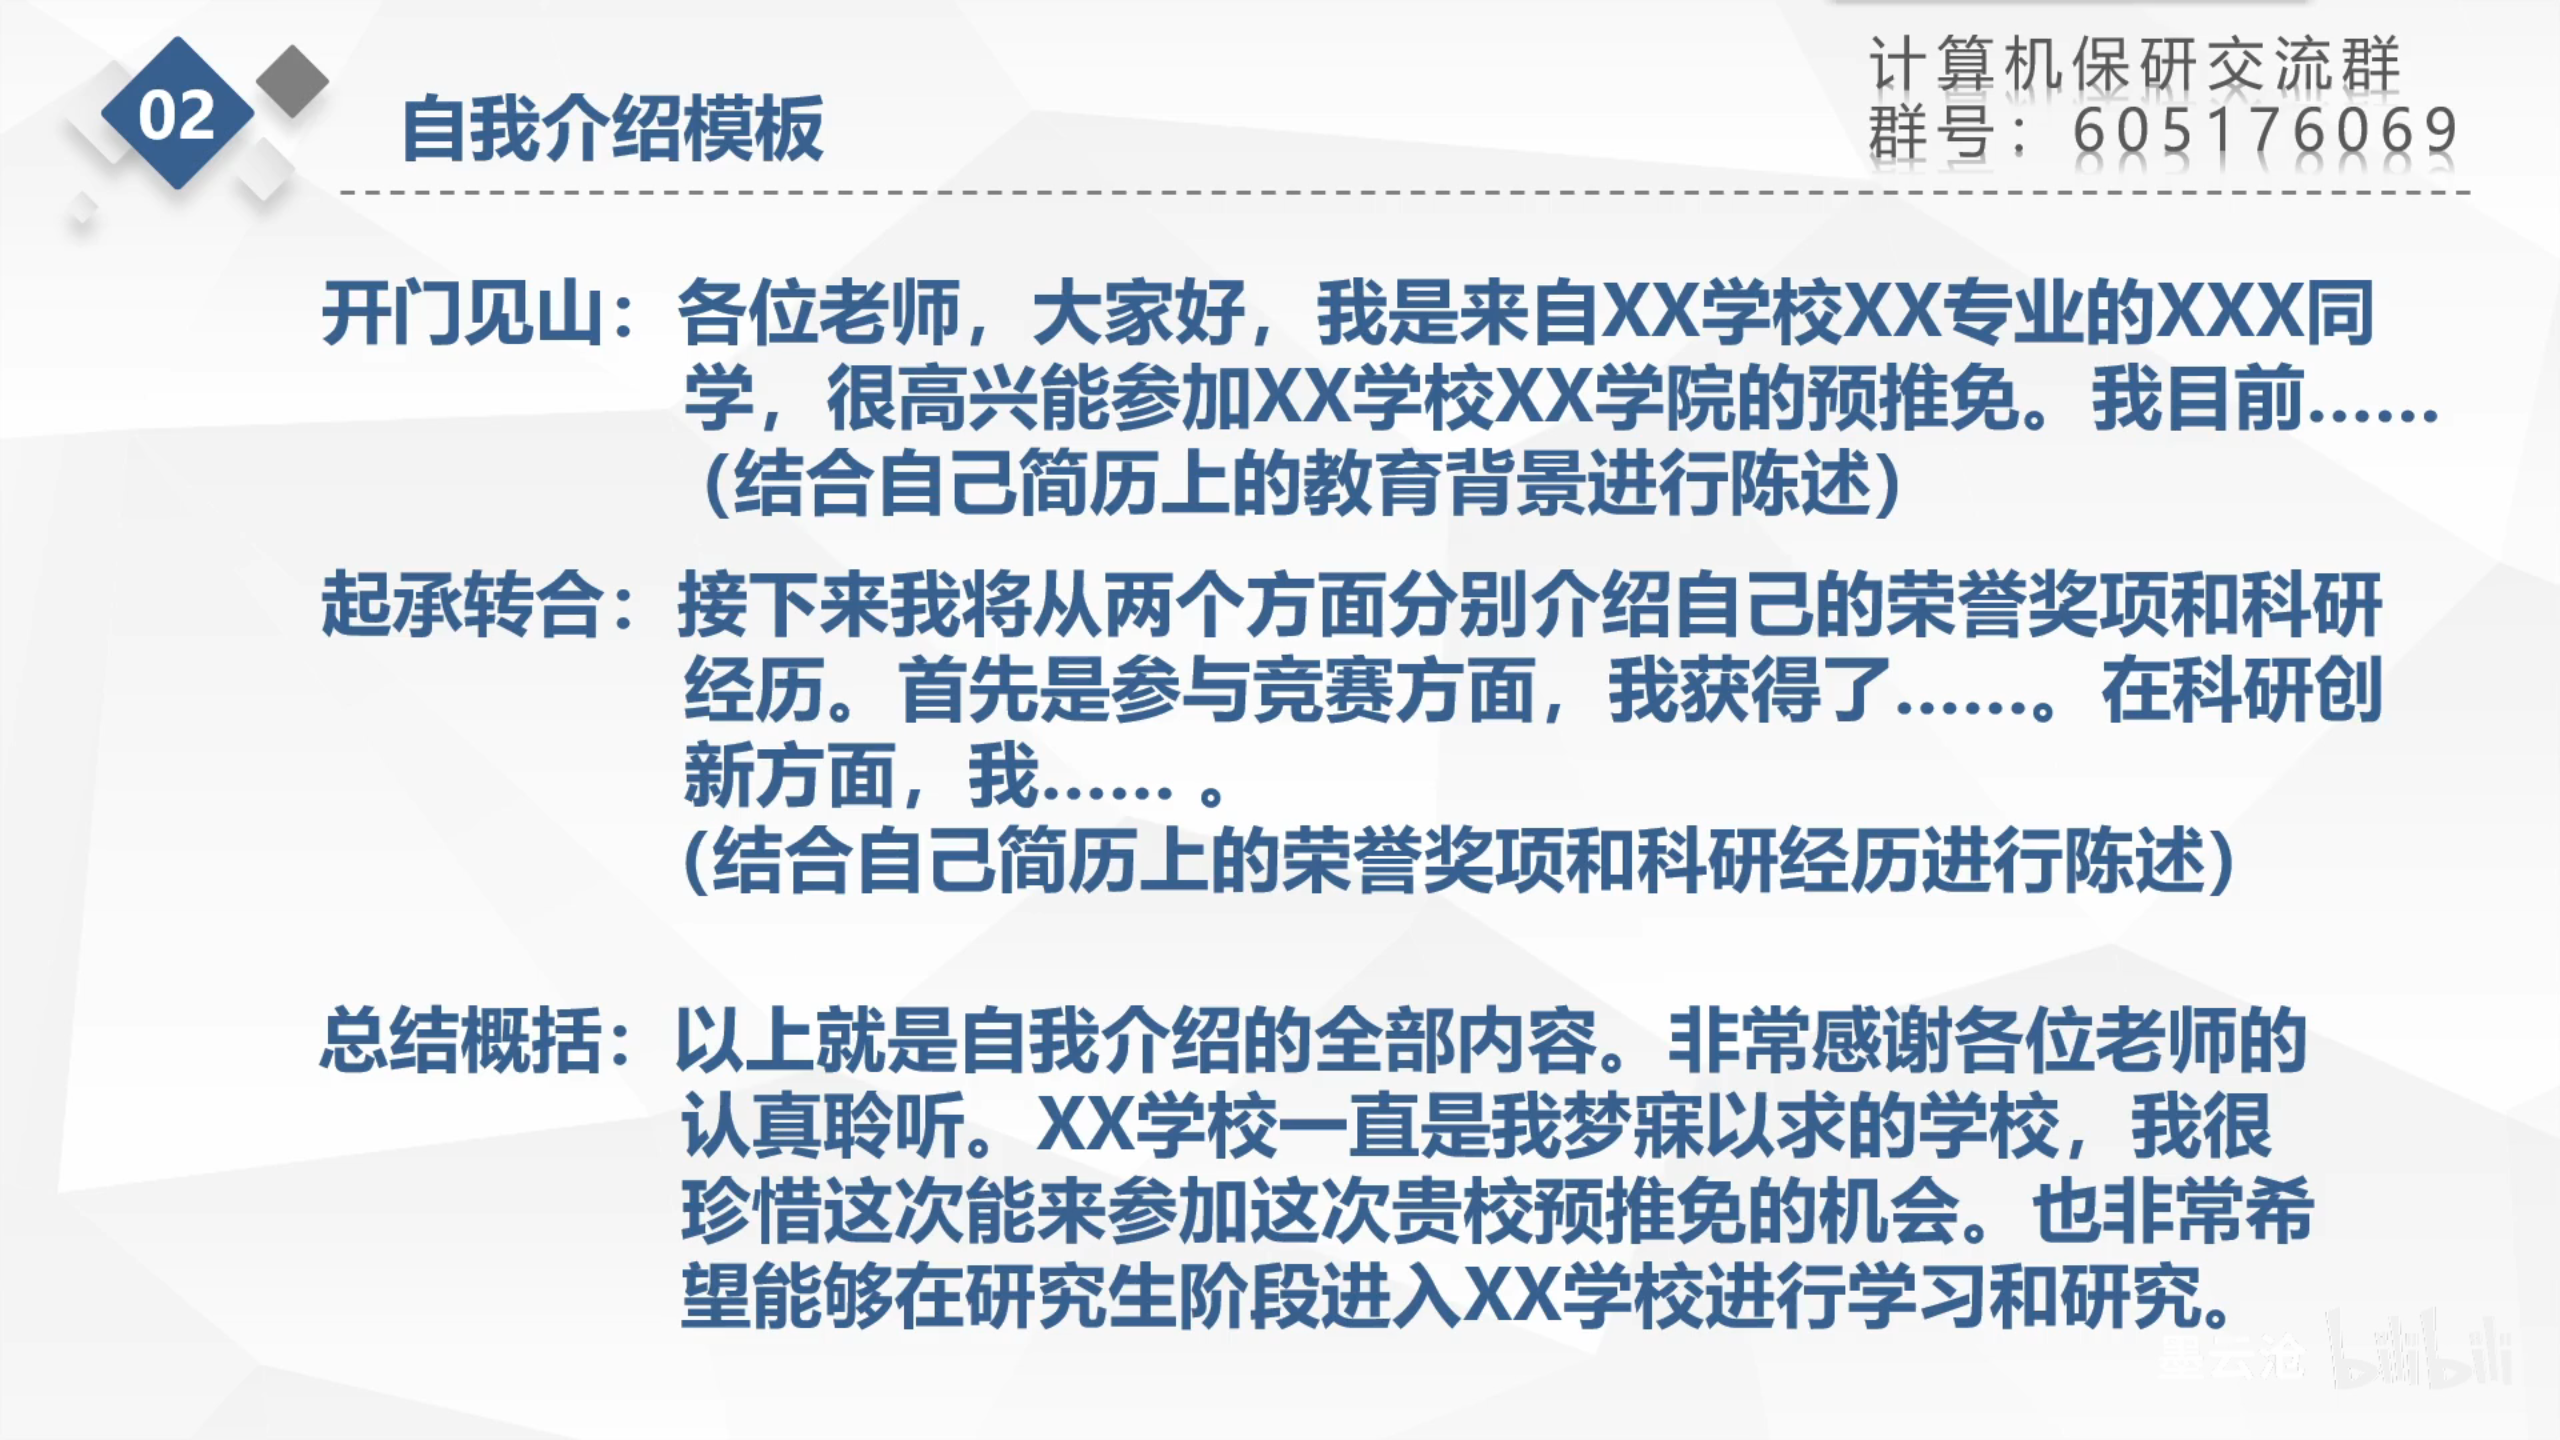 02
自我介绍模板
计算机保研交流群
群号：605176069
开门见山：各位老师，大家好，我是来自XX学校XX专业的XXX同
学，很高兴能参加XX学校XX学院的预推免。我目前……
（结合自己简历上的教育背景进行陈述）
起承转合：接下来我将从两个方面分别介绍自己的荣誉奖项和科研
经历。首先是参与竞赛方面，我获得了……。在科研创
新方面，我…… 。
(结合自己简历上的荣誉奖项和科研经历进行陈述）
总结概括：以上就是自我介绍的全部内容。非常感谢各位老师的
认真聆听。XX学校一直是我梦寐以求的学校，我很
珍惜这次能来参加这次贵校预推免的机会。也非常希
望能够在研究生阶段进入XX学校进行学习和研究。
墨云沧 bilibili